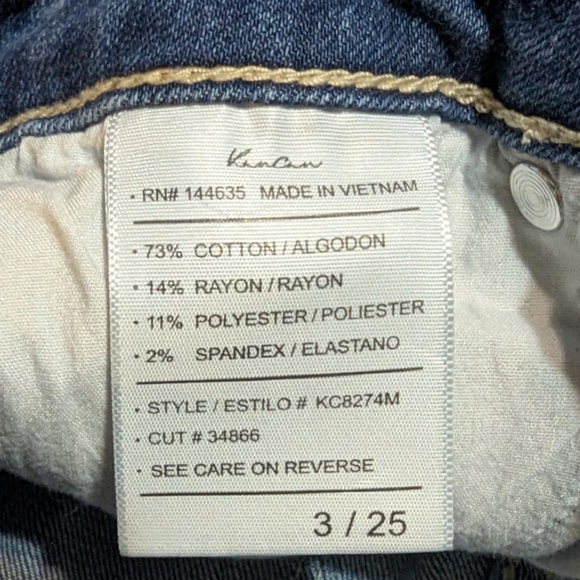 KanCan
· RN# 144635 MADE IN VIETNAM
· 73% COTTON / ALGODON
· 14% RAYON / RAYON
· 11% POLYESTER / POLIESTER
· 2% SPANDEX / ELASTANO
· STYLE / ESTILO # KC8274M
· CUT # 34866
· SEE CARE ON REVERSE
3 / 25